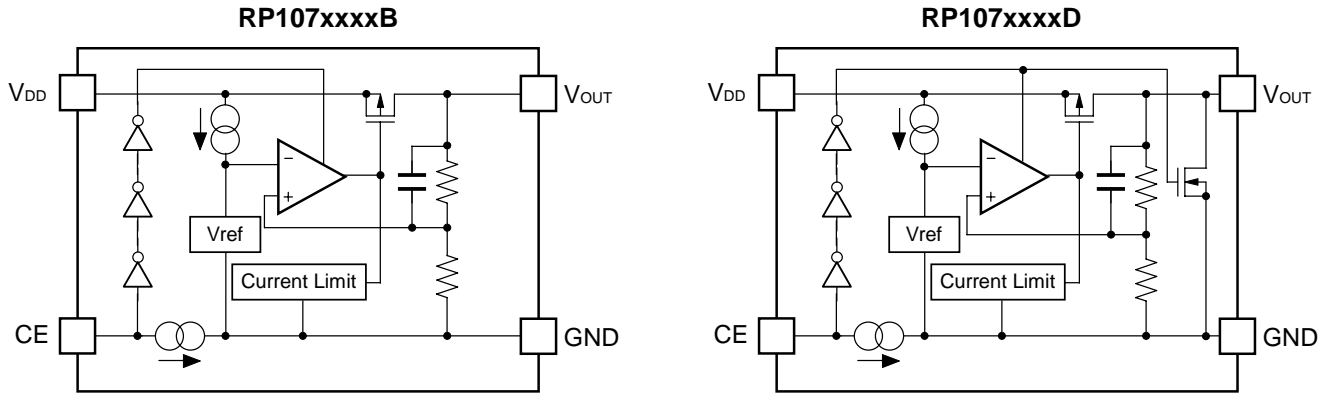 RP107xxxxB
VDD
VOUT
−
+
Vref
Current Limit
CE
GND
RP107xxxxD
VDD
VOUT
−
+
Vref
Current Limit
CE
GND